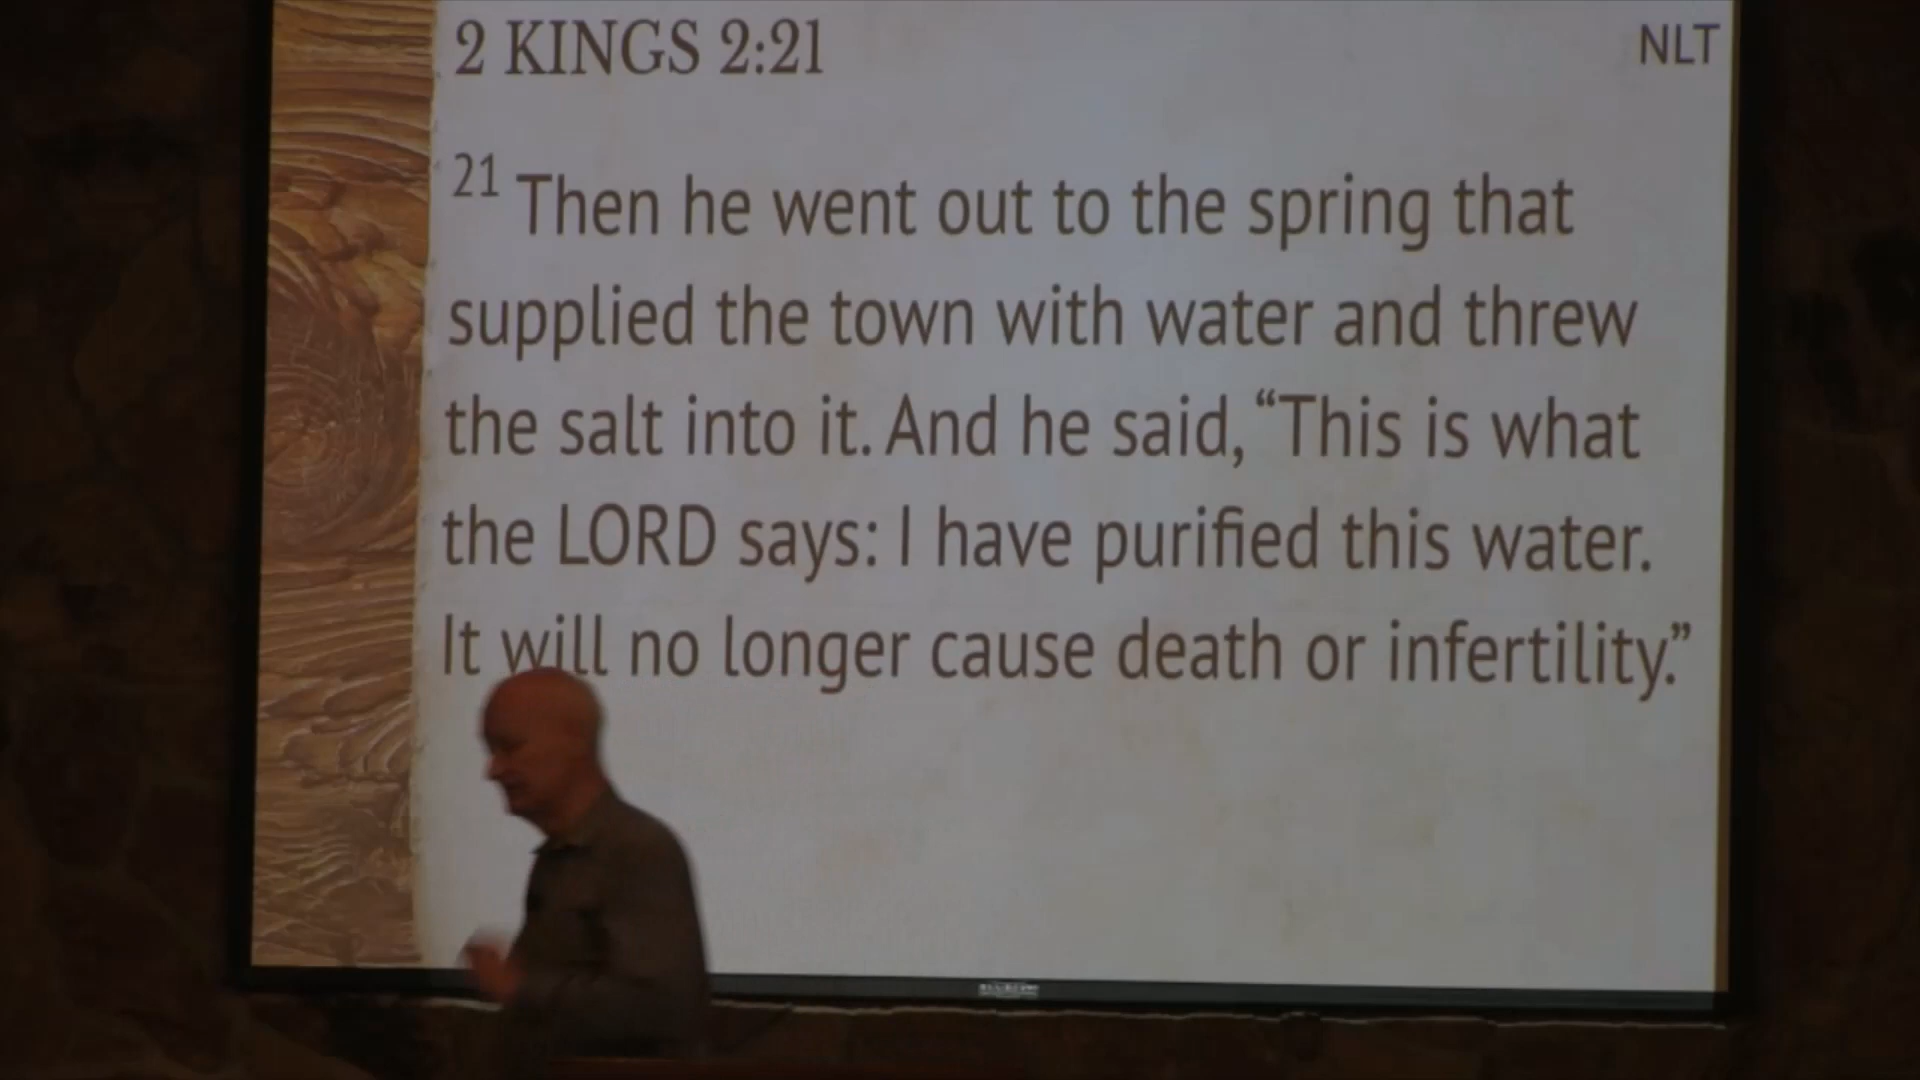 2 KINGS 2:21
NLT
21 Then he went out to the spring that
supplied the town with water and threw
the salt into it. And he said, “This is what
the LORD says: I have purified this water.
It will no longer cause death or infertility.”